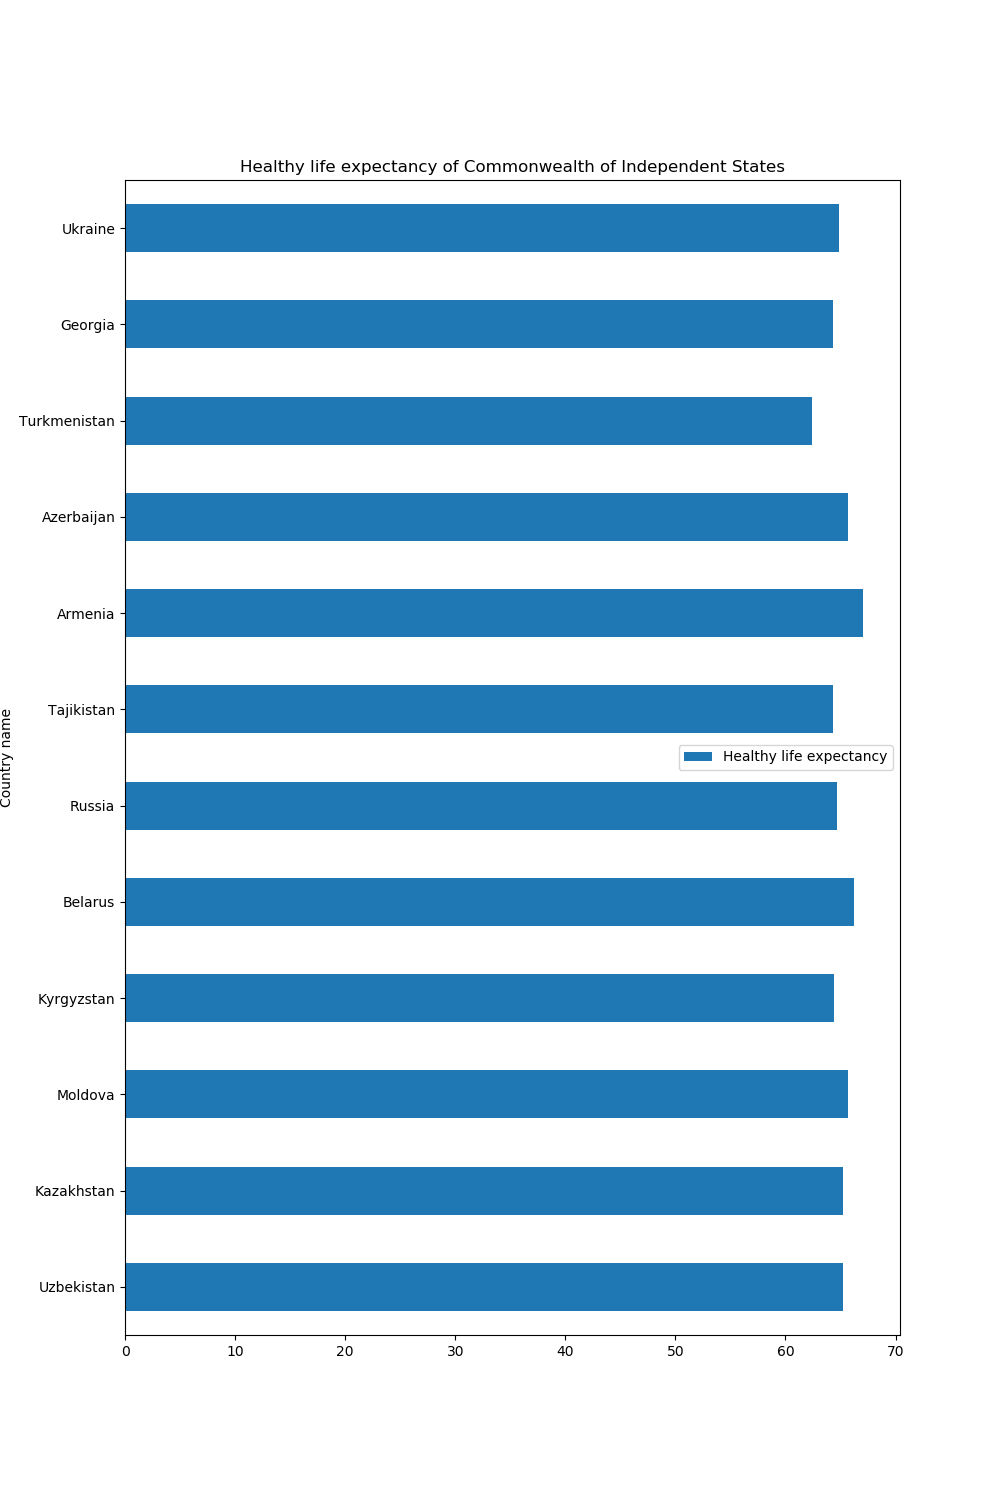 Healthy life expectancy of Commonwealth of Independent States
Ukraine
Georgia
Turkmenistan
Azerbaijan
Armenia
Tajikistan
Healthy life expectancy
Country name
Russia
Belarus
Kyrgyzstan
Moldova
Kazakhstan
Uzbekistan
0 10 20 30 40 50 60 70